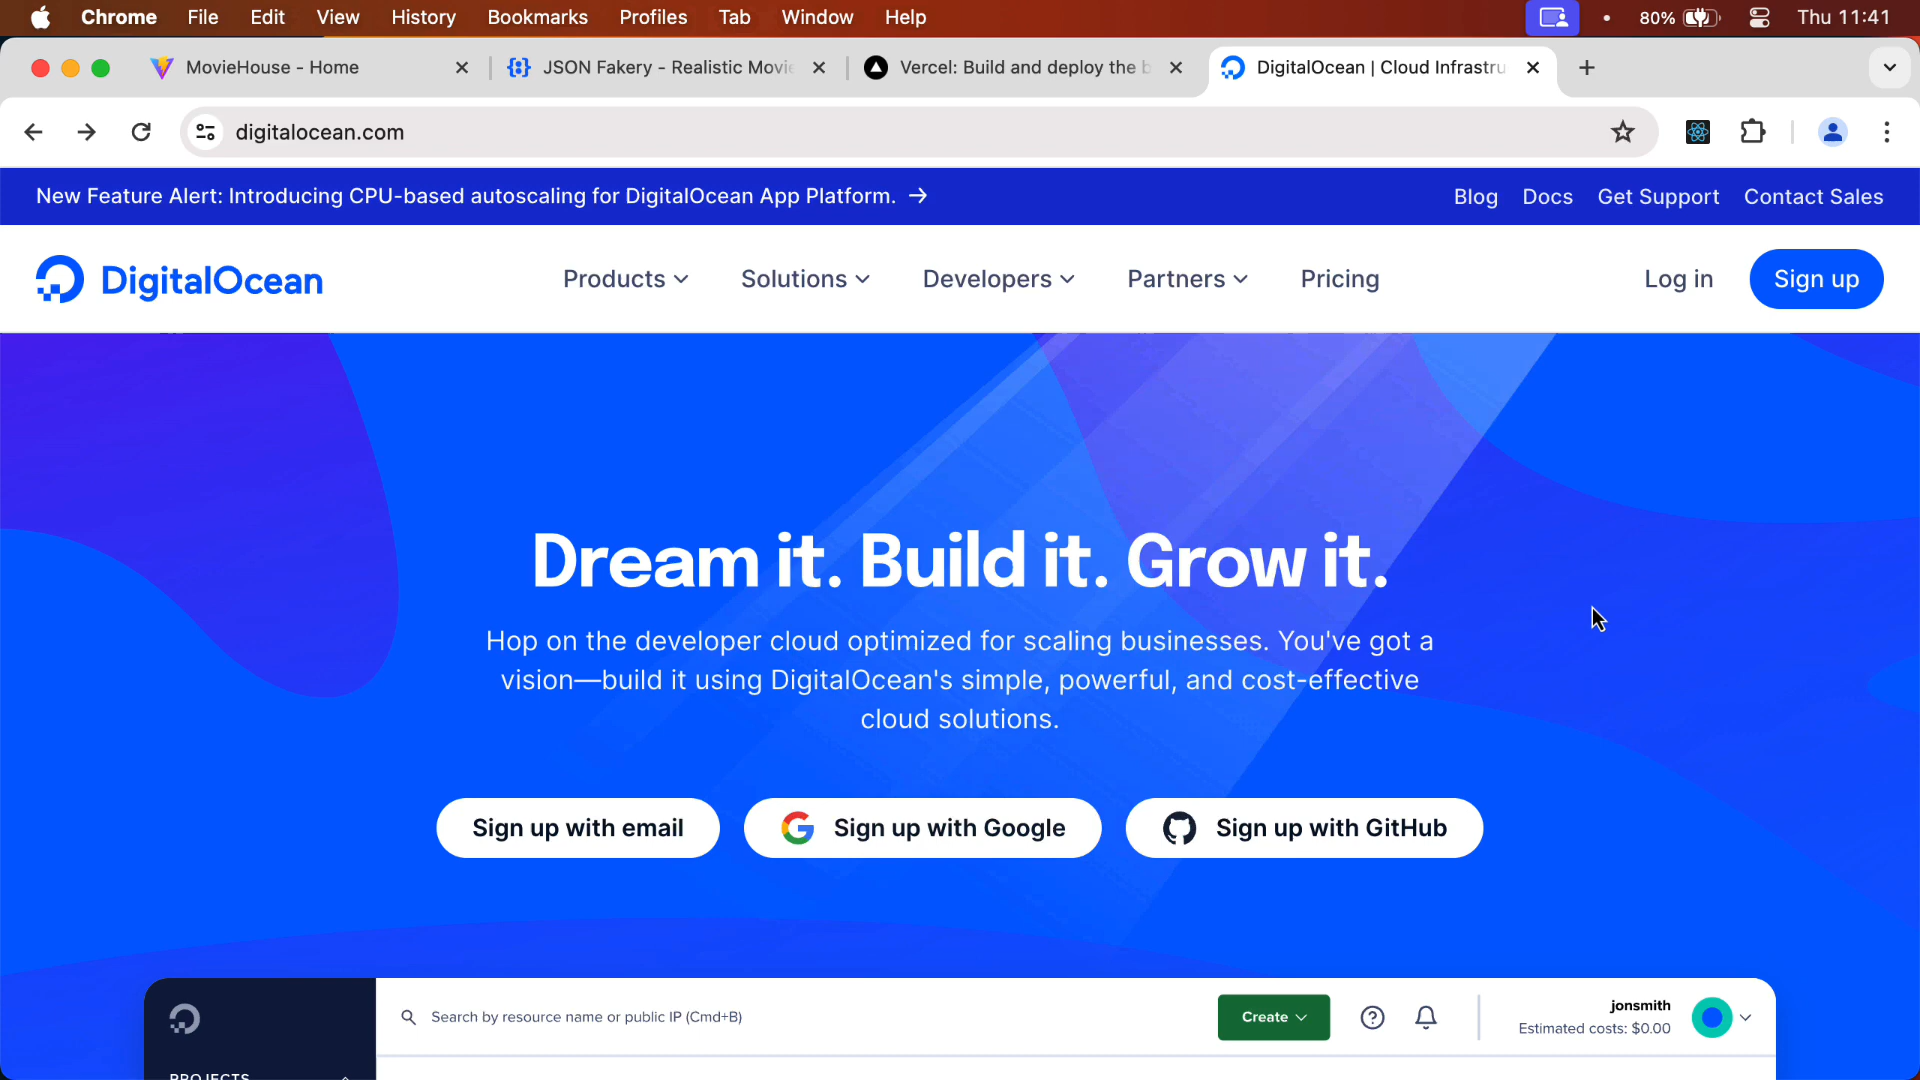 Chrome File Edit View History Bookmarks Profiles Tab Window Help 80% Thu 11:41
MovieHouse - Home JSON Fakery - Realistic Movie Vercel: Build and deploy the b DigitalOcean | Cloud Infrastru
digitalocean.com
New Feature Alert: Introducing CPU-based autoscaling for DigitalOcean App Platform. → Blog Docs Get Support Contact Sales
DigitalOcean Products Solutions Developers Partners Pricing Log in Sign up
Dream it. Build it. Grow it.
Hop on the developer cloud optimized for scaling businesses. You've got a
vision—build it using DigitalOcean's simple, powerful, and cost-effective
cloud solutions.
Sign up with email Sign up with Google Sign up with GitHub
Search by resource name or public IP (Cmd+B) Create jonsmith
Estimated costs: $0.00
PROJECTS